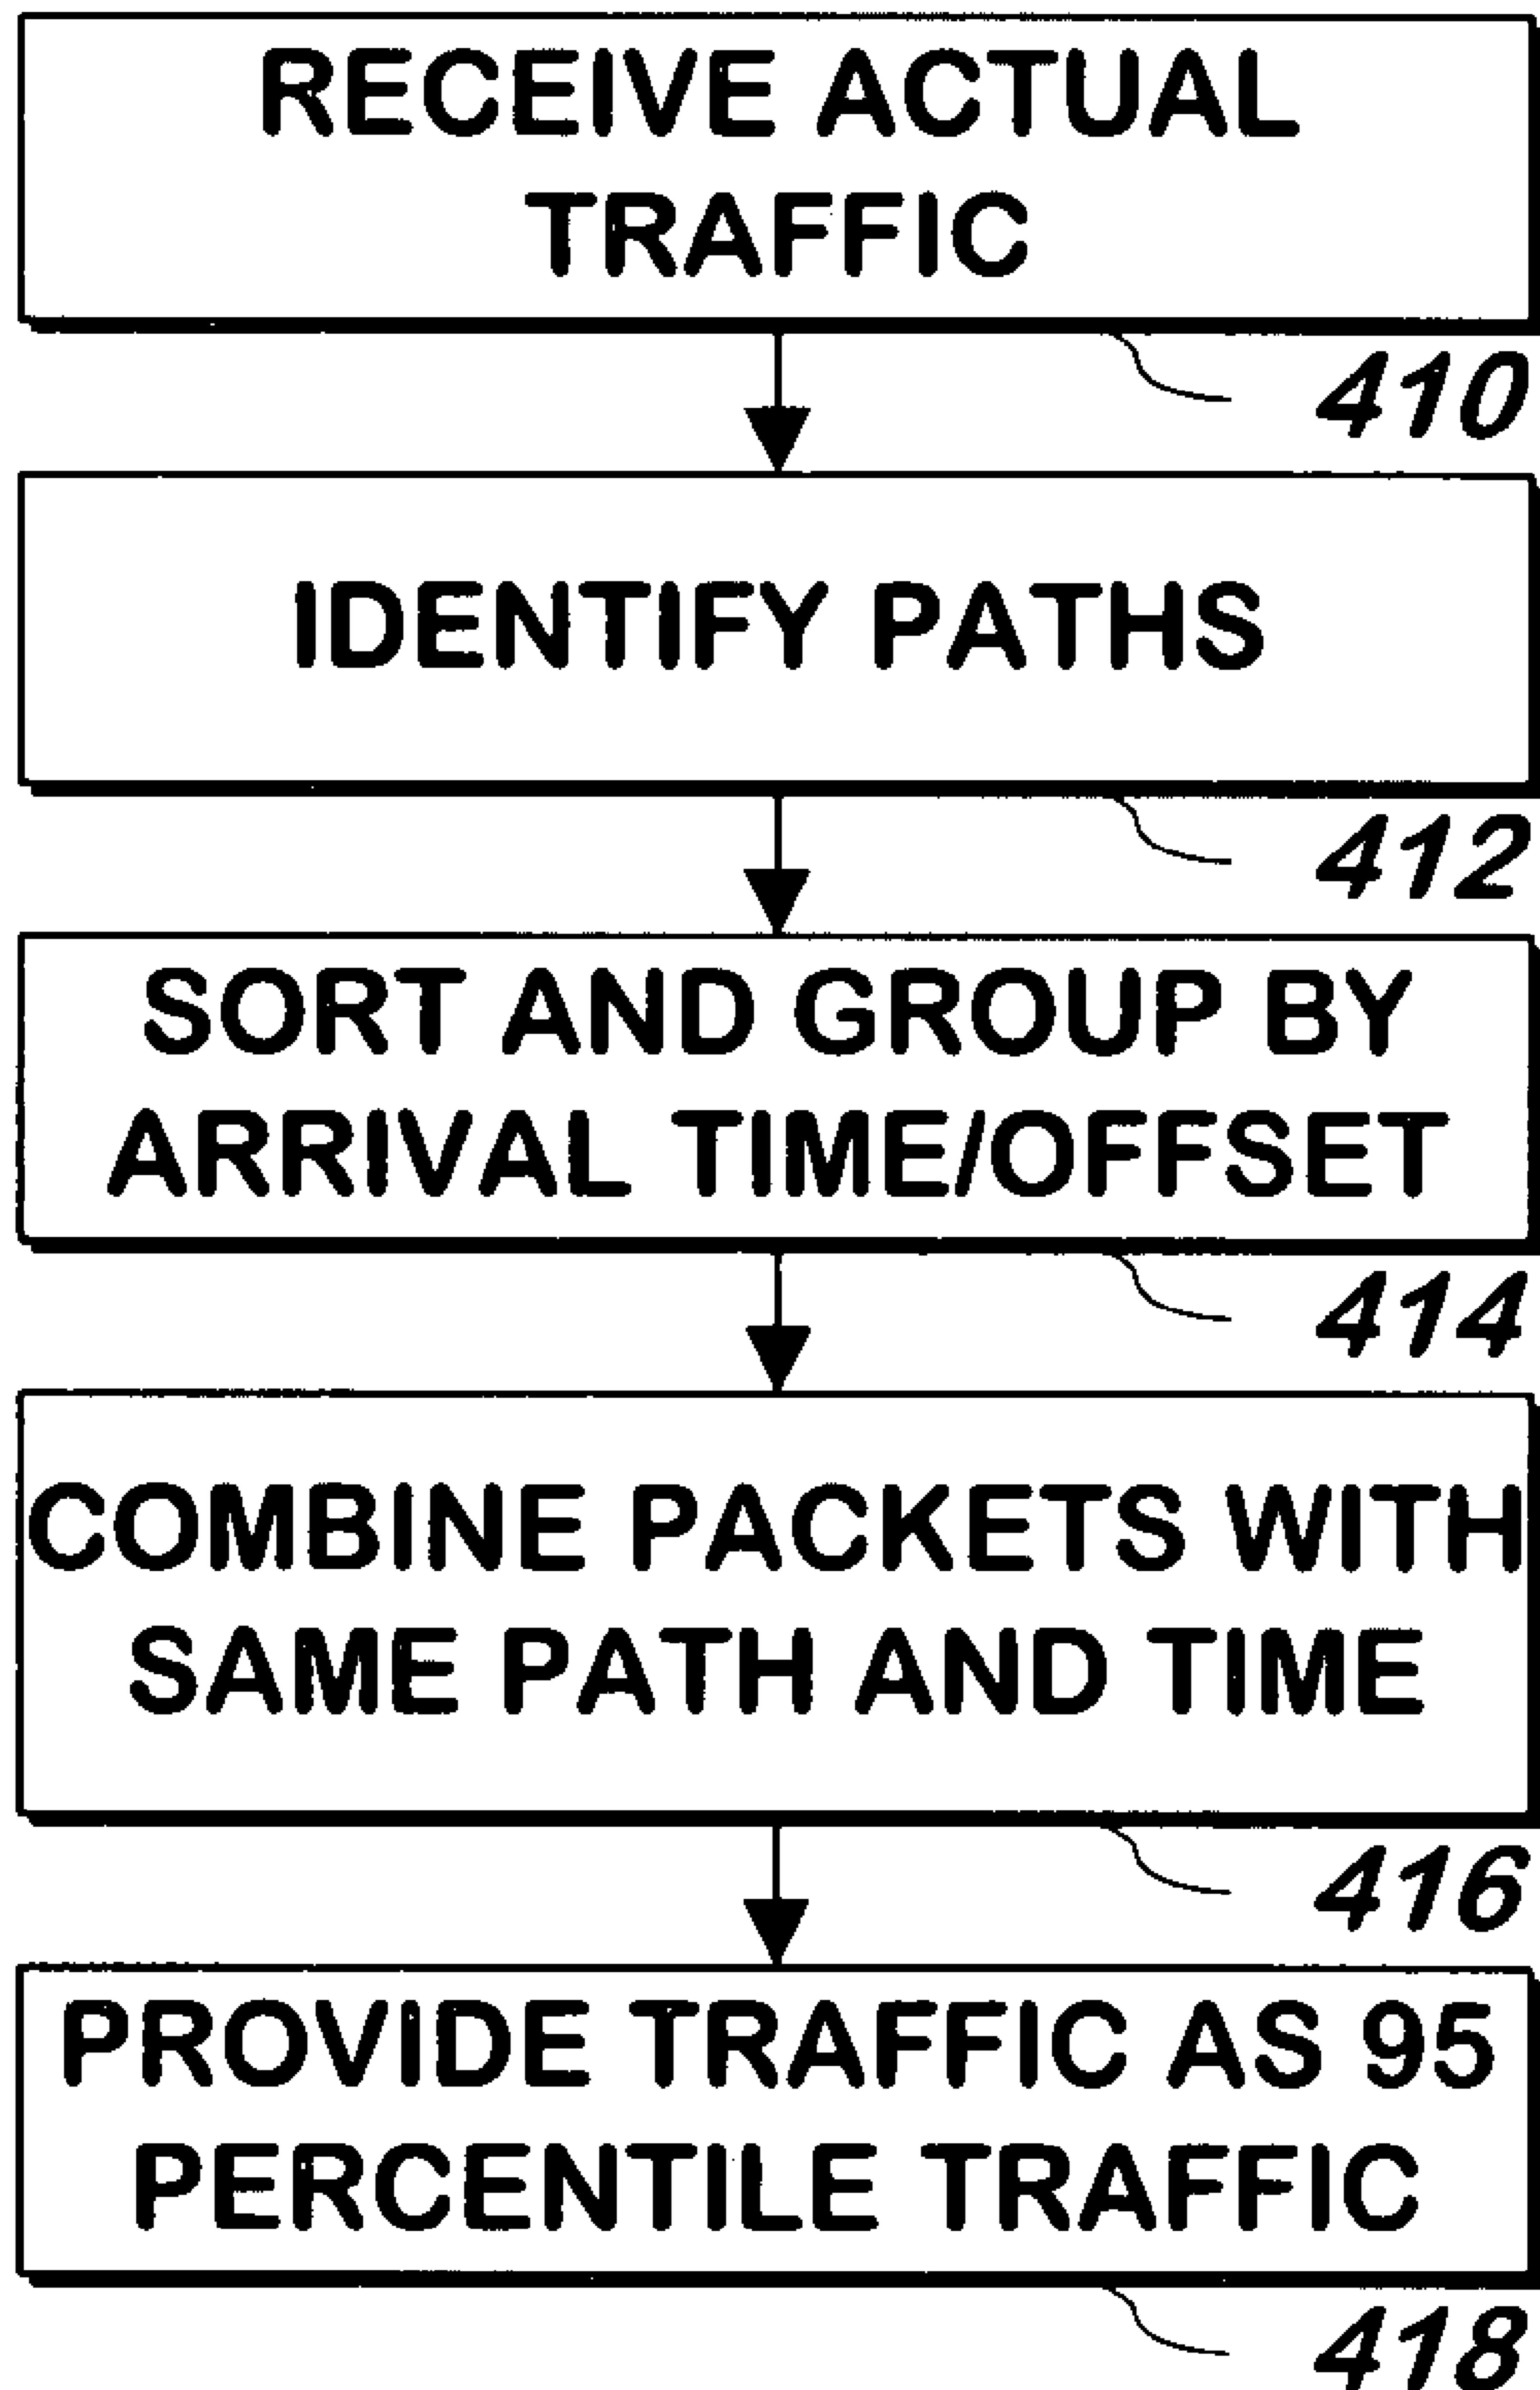 RECEIVE ACTUAL
TRAFFIC
410
IDENTIFY PATHS
412
SORT AND GROUP BY
ARRIVAL TIME/OFFSET
414
COMBINE PACKETS WITH
SAME PATH AND TIME
416
PROVIDE TRAFFIC AS 95
PERCENTILE TRAFFIC
418